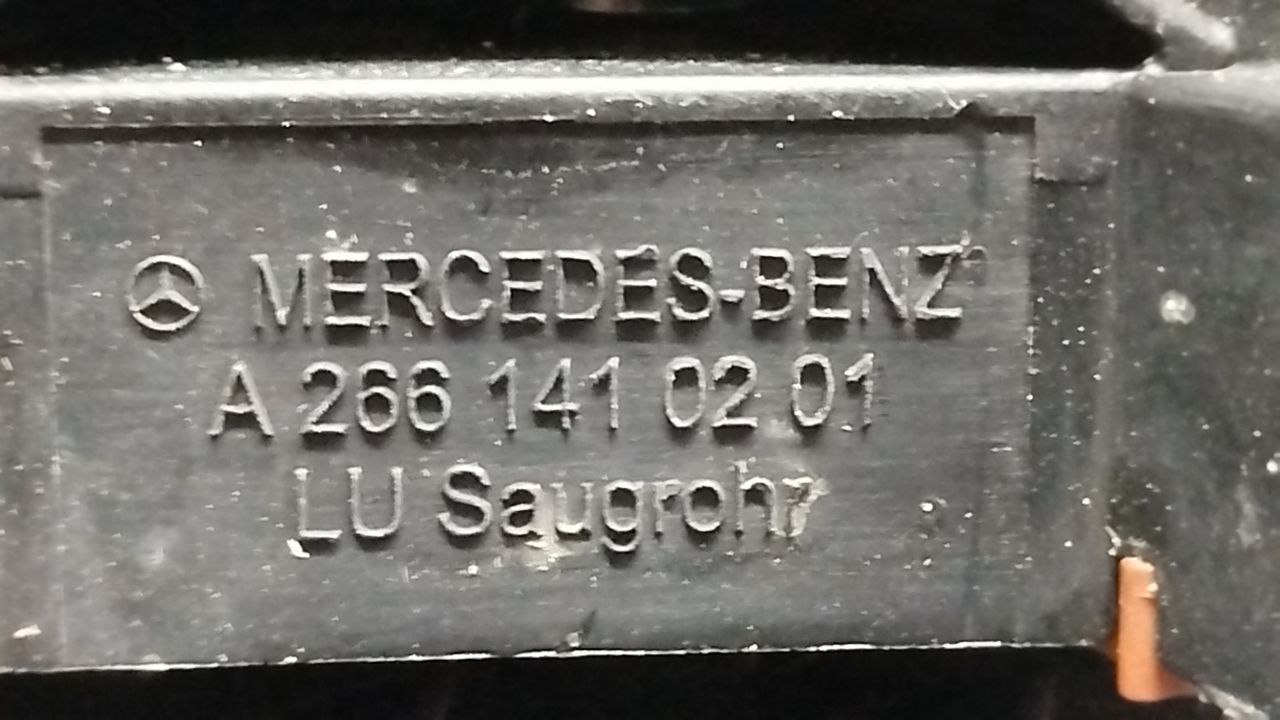 MERCEDES-BENZ
A 266 141 02 01
LU Saugrohr